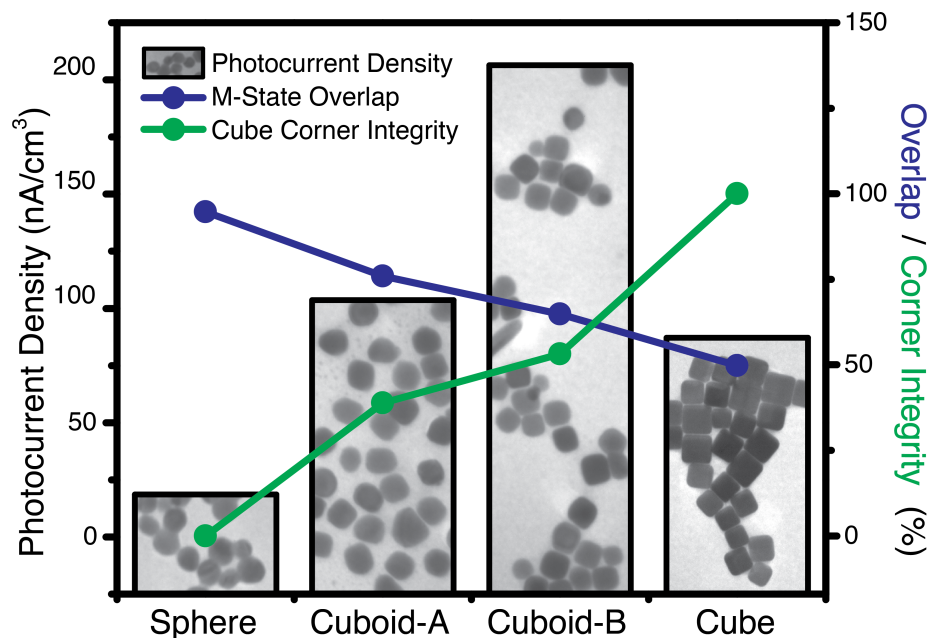 Photocurrent Density
M-State Overlap
Cube Corner Integrity
Photocurrent Density (nA/cm³)
200
150
100
50
0
150
100
50
0
Overlap / Corner Integrity (%)
Sphere Cuboid-A Cuboid-B Cube